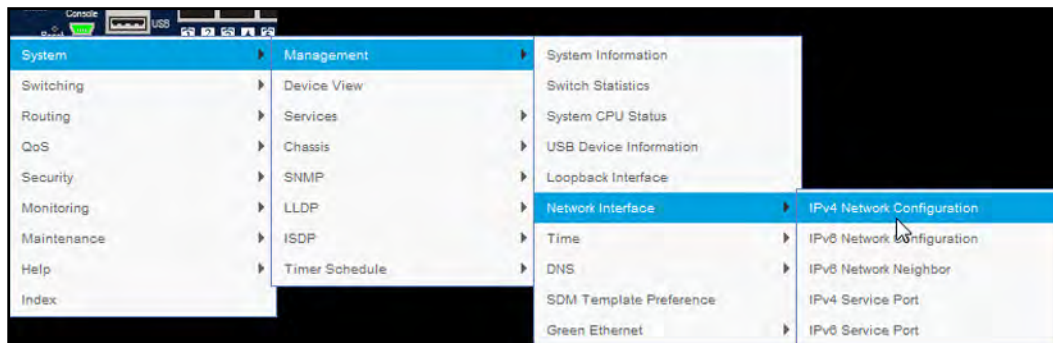 Console
USB
System
Switching
Routing
QoS
Security
Monitoring
Maintenance
Help
Index
Management
Device View
Services
Chassis
SNMP
LLDP
ISDP
Timer Schedule
System Information
Switch Statistics
System CPU Status
USB Device Information
Loopback Interface
Network Interface
Time
DNS
SDM Template Preference
Green Ethernet
IPv4 Network Configuration
IPv6 Network Configuration
IPv6 Network Neighbor
IPv4 Service Port
IPv6 Service Port